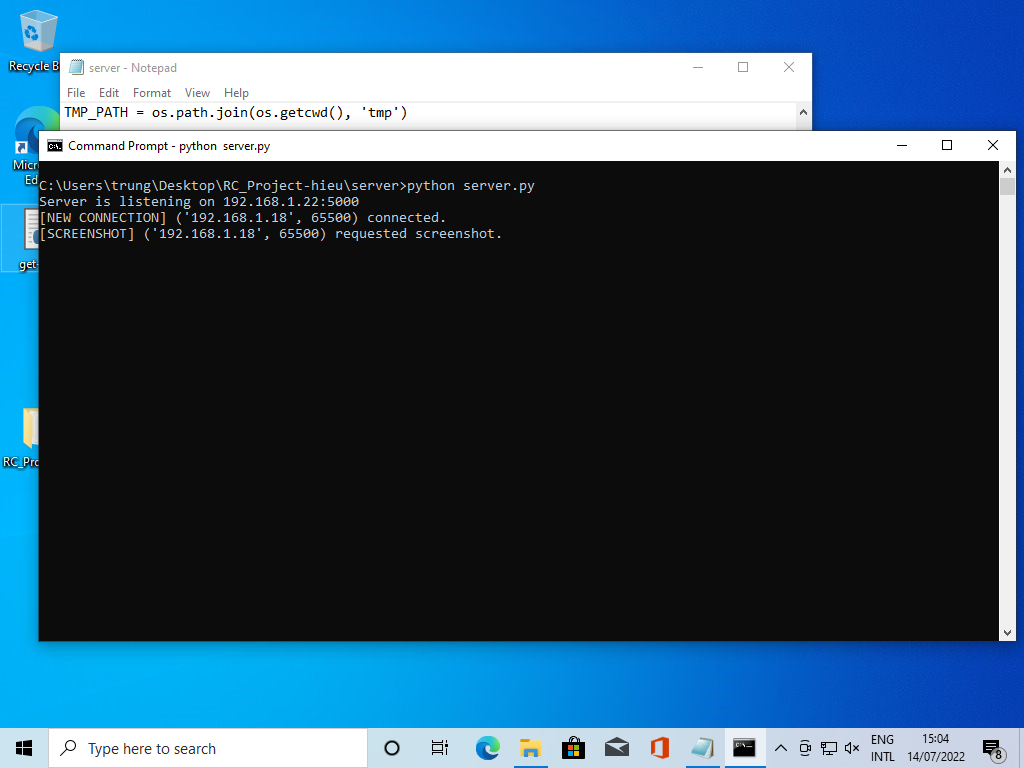 Recycle B
server - Notepad
File Edit Format View Help
TMP_PATH = os.path.join(os.getcwd(), 'tmp')
Micr
Ed
Command Prompt - python server.py
C:\Users\trung\Desktop\RC_Project-hieu\server>python server.py
Server is listening on 192.168.1.22:5000
[NEW CONNECTION] ('192.168.1.18', 65500) connected.
[SCREENSHOT] ('192.168.1.18', 65500) requested screenshot.
get-
RC_Pro
Type here to search
ENG
INTL
15:04
14/07/2022
8